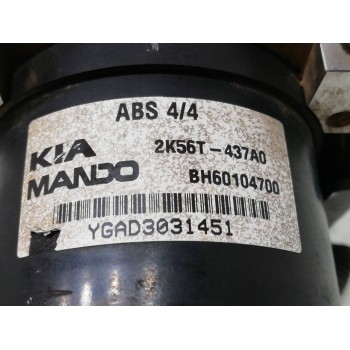 ABS 4/4
KIA 2K56T-437A0
MANDO BH60104700
YGAD3031451